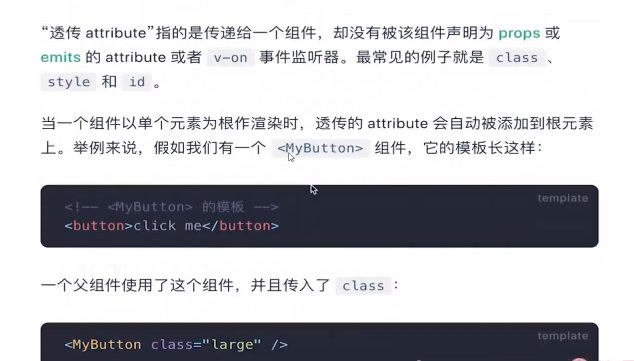 “透传 attribute”指的是传递给一个组件，却没有被该组件声明为 props 或
emits 的 attribute 或者 v-on 事件监听器。最常见的例子就是 class、
style 和 id。
当一个组件以单个元素为根作渲染时，透传的 attribute 会自动被添加到根元素
上。举例来说，假如我们有一个 <MyButton> 组件，它的模板长这样：
template
<!-- <MyButton> 的模板 -->
<button>click me</button>
一个父组件使用了这个组件，并且传入了 class：
template
<MyButton class="large" />